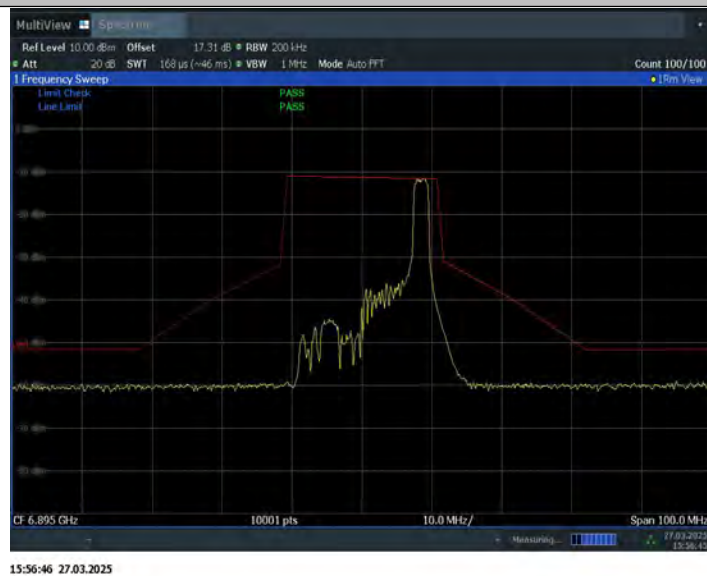 MultiView Spectrum
Ref Level 10.00 dBm Offset 17.31 dB RBW 200 kHz
Att 20 dB SWT 168 µs (~46 ms) VBW 1 MHz Mode Auto FFT Count 100/100
1 Frequency Sweep 1Rm View
Limit Check PASS
Line Limit PASS
CF 6.895 GHz 10001 pts 10.0 MHz/ Span 100.0 MHz
Measuring... 27.03.2025
15:56:45
15:56:46 27.03.2025